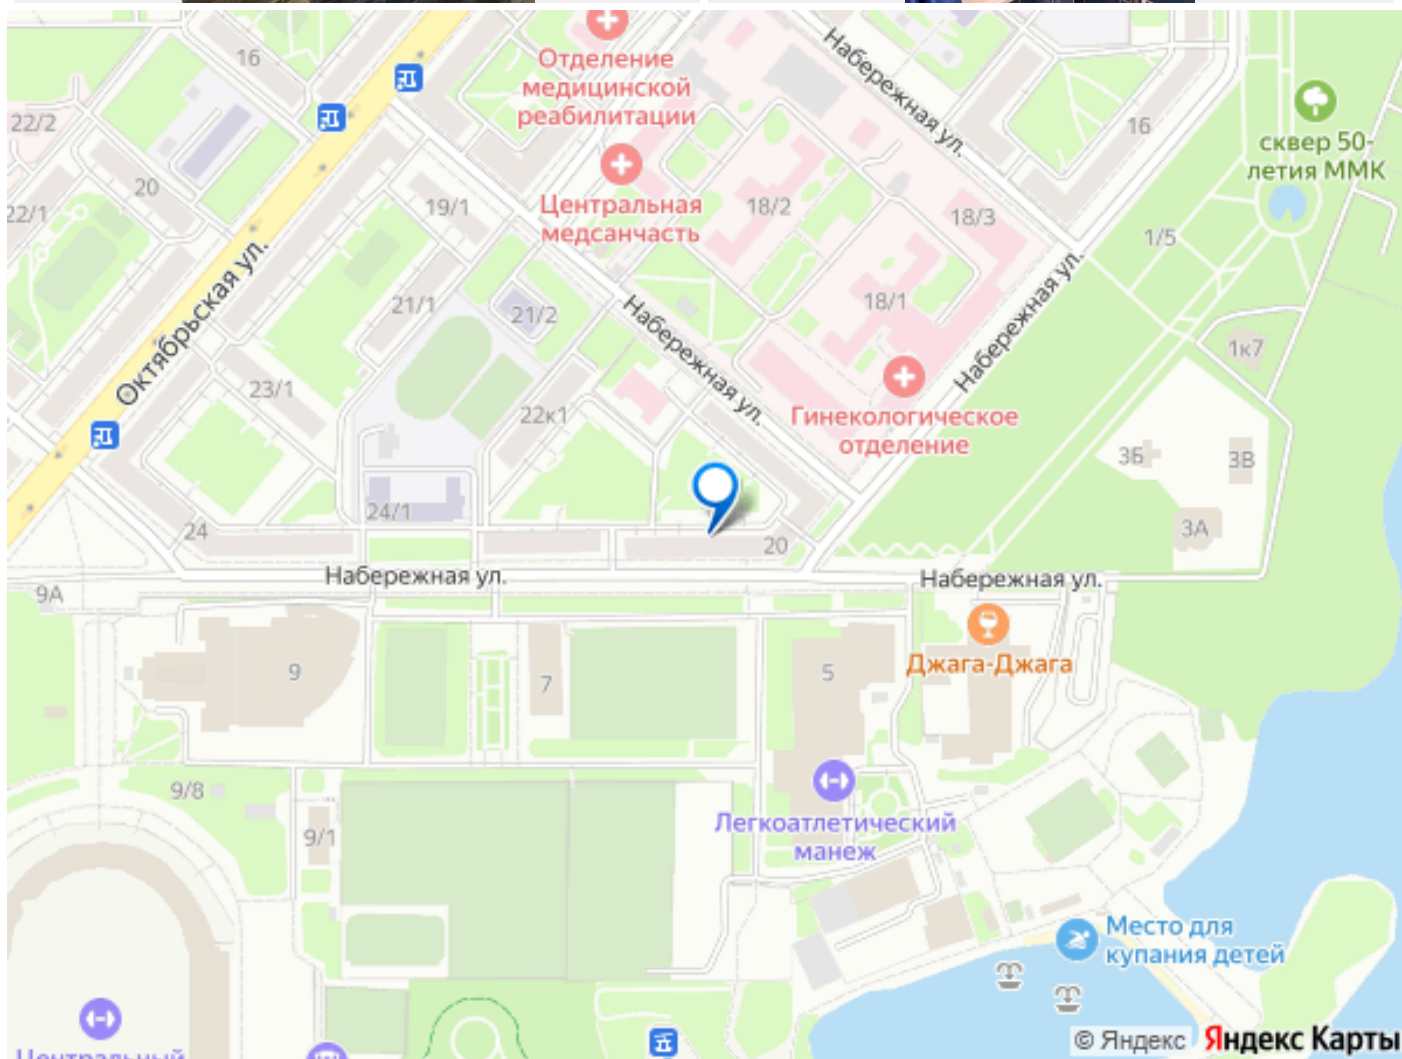 16
Отделение
медицинской
реабилитации
Набережная ул.
22/2
16
сквер 50-
летия ММК
20
22/1
19/1
Центральная
медсанчасть
18/2
18/3
1/5
Октябрьская ул.
21/1
21/2
18/1
Набережная ул.
Набережная ул.
1к7
23/1
22к1
Гинекологическое
отделение
3Б
3В
24/1
24
20
3А
Набережная ул.
Набережная ул.
9А
Джага-Джага
9
7
5
9/8
9/1
Легкоатлетический
манеж
Место для
купания детей
Центральный
© Яндекс Яндекс Карты